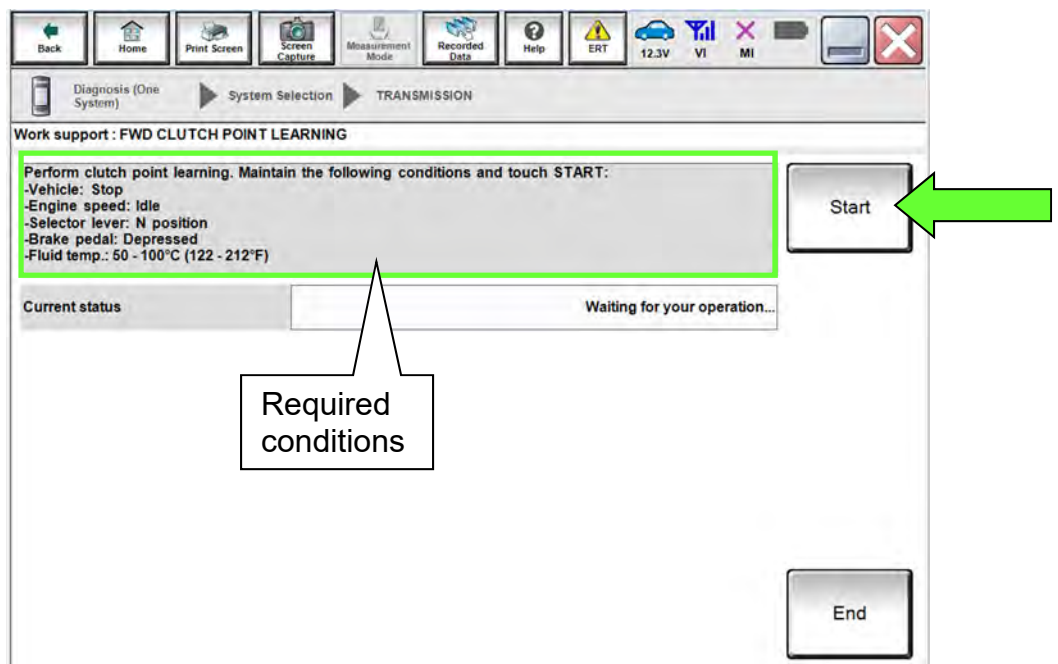 Back
Home
Print Screen
Screen
Capture
Measurement
Mode
Recorded
Data
Help
ERT
12.3V
VI
MI
Diagnosis (One
System)
System Selection
TRANSMISSION
Work support : FWD CLUTCH POINT LEARNING
Perform clutch point learning. Maintain the following conditions and touch START:
-Vehicle: Stop
-Engine speed: Idle
-Selector lever: N position
-Brake pedal: Depressed
-Fluid temp.: 50 - 100°C (122 - 212°F)
Start
Current status
Waiting for your operation...
Required
conditions
End